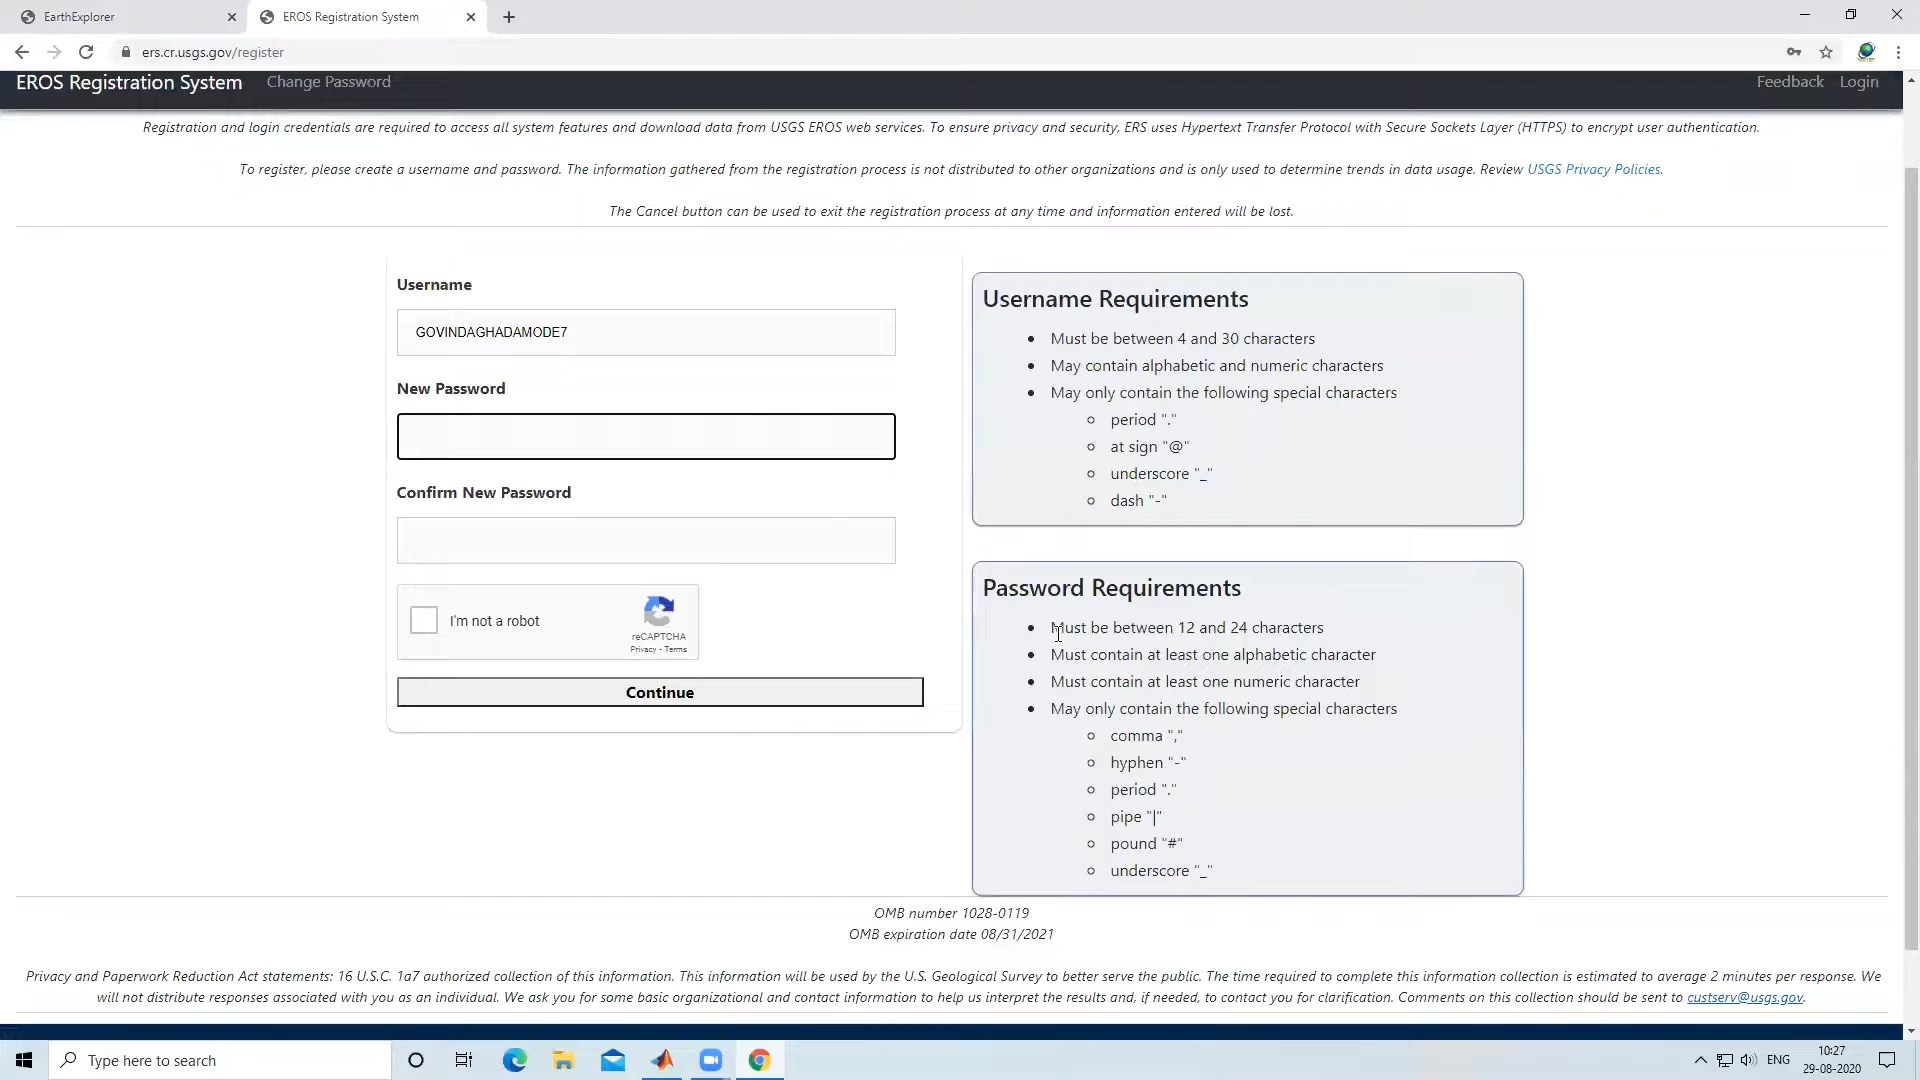 EarthExplorer
EROS Registration System
ers.cr.usgs.gov/register
EROS Registration System Change Password Feedback Login
Registration and login credentials are required to access all system features and download data from USGS EROS web services. To ensure privacy and security, ERS uses Hypertext Transfer Protocol with Secure Sockets Layer (HTTPS) to encrypt user authentication.
To register, please create a username and password. The information gathered from the registration process is not distributed to other organizations and is only used to determine trends in data usage. Review USGS Privacy Policies.
The Cancel button can be used to exit the registration process at any time and information entered will be lost.
Username
GOVINDAGHADAMODE7
New Password
Confirm New Password
I'm not a robot
reCAPTCHA
Privacy - Terms
Continue
Username Requirements
• Must be between 4 and 30 characters
• May contain alphabetic and numeric characters
• May only contain the following special characters
○ period "."
○ at sign "@"
○ underscore "_"
○ dash "-"
Password Requirements
• Must be between 12 and 24 characters
• Must contain at least one alphabetic character
• Must contain at least one numeric character
• May only contain the following special characters
○ comma ","
○ hyphen "-"
○ period "."
○ pipe "|"
○ pound "#"
○ underscore "_"
OMB number 1028-0119
OMB expiration date 08/31/2021
Privacy and Paperwork Reduction Act statements: 16 U.S.C. 1a7 authorized collection of this information. This information will be used by the U.S. Geological Survey to better serve the public. The time required to complete this information collection is estimated to average 2 minutes per response. We
will not distribute responses associated with you as an individual. We ask you for some basic organizational and contact information to help us interpret the results and, if needed, to contact you for clarification. Comments on this collection should be sent to custserv@usgs.gov.
Type here to search
ENG
10:27
29-08-2020